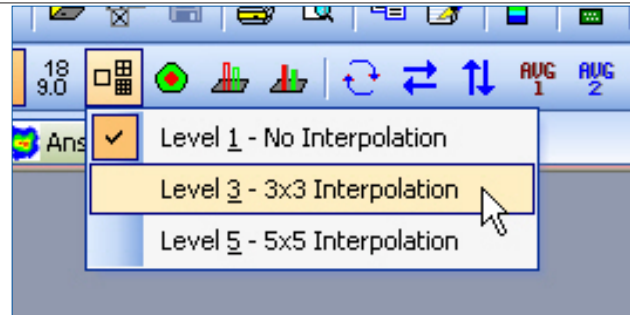 18
9.0
AVG
1
AVG
2
Ans
Level 1 - No Interpolation
Level 3 - 3x3 Interpolation
Level 5 - 5x5 Interpolation